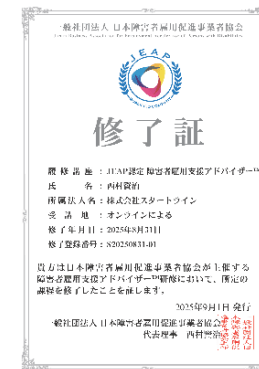 一般社団法人 日本障害者雇用促進事業者協会
JEAP
修了証
履修講座：JEAP認定 障害者雇用支援アドバイザー™
氏名：西村賢治
所属法人名：株式会社スタートライン
受講地：オンラインによる
修了年月日：2025年8月31日
修了登録番号：S20250831-01
貴方は日本障害者雇用促進事業者協会が主催する
障害者雇用支援アドバイザー™研修において、所定の
課程を修了したことを証します。
2025年9月1日 発行
一般社団法人 日本障害者雇用促進事業者協会
代表理事 西村賢治